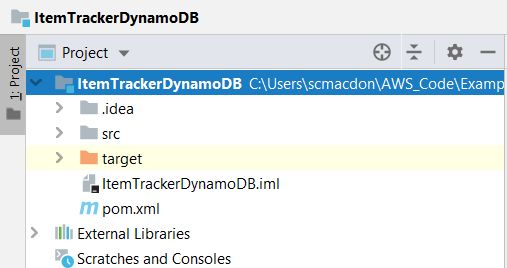 ItemTrackerDynamoDB
1: Project
Project
ItemTrackerDynamoDB C:\Users\scmacdon\AWS_Code\Examp
.idea
src
target
ItemTrackerDynamoDB.iml
m pom.xml
External Libraries
Scratches and Consoles